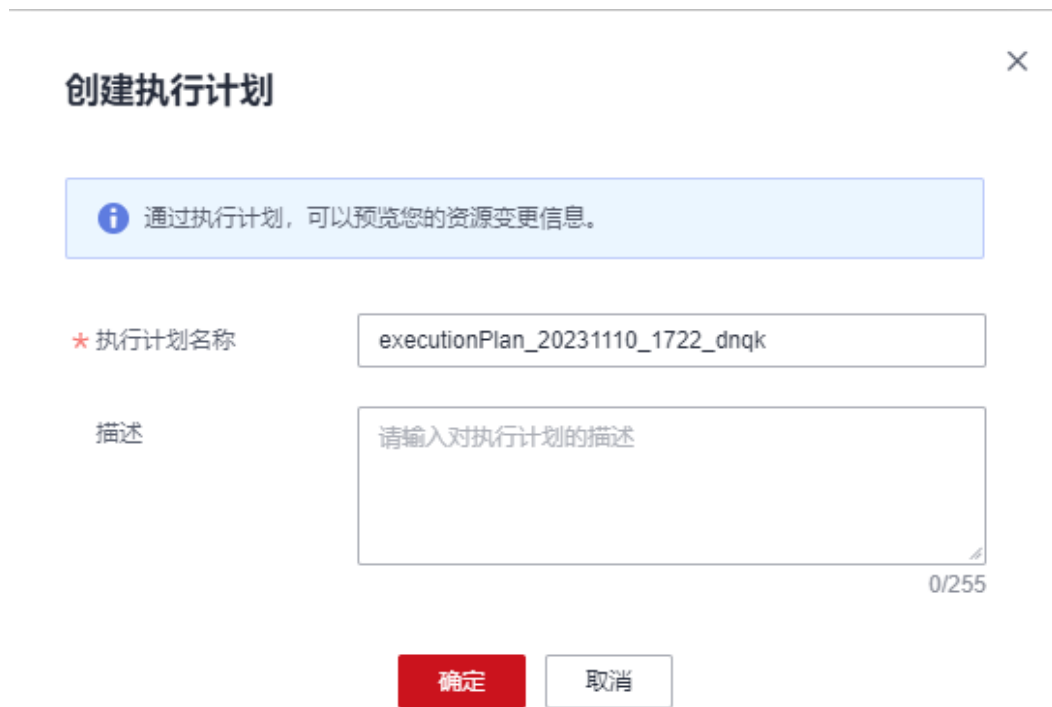 创建执行计划
通过执行计划，可以预览您的资源变更信息。
* 执行计划名称 executionPlan_20231110_1722_dnqk
描述 请输入对执行计划的描述
0/255
确定 取消